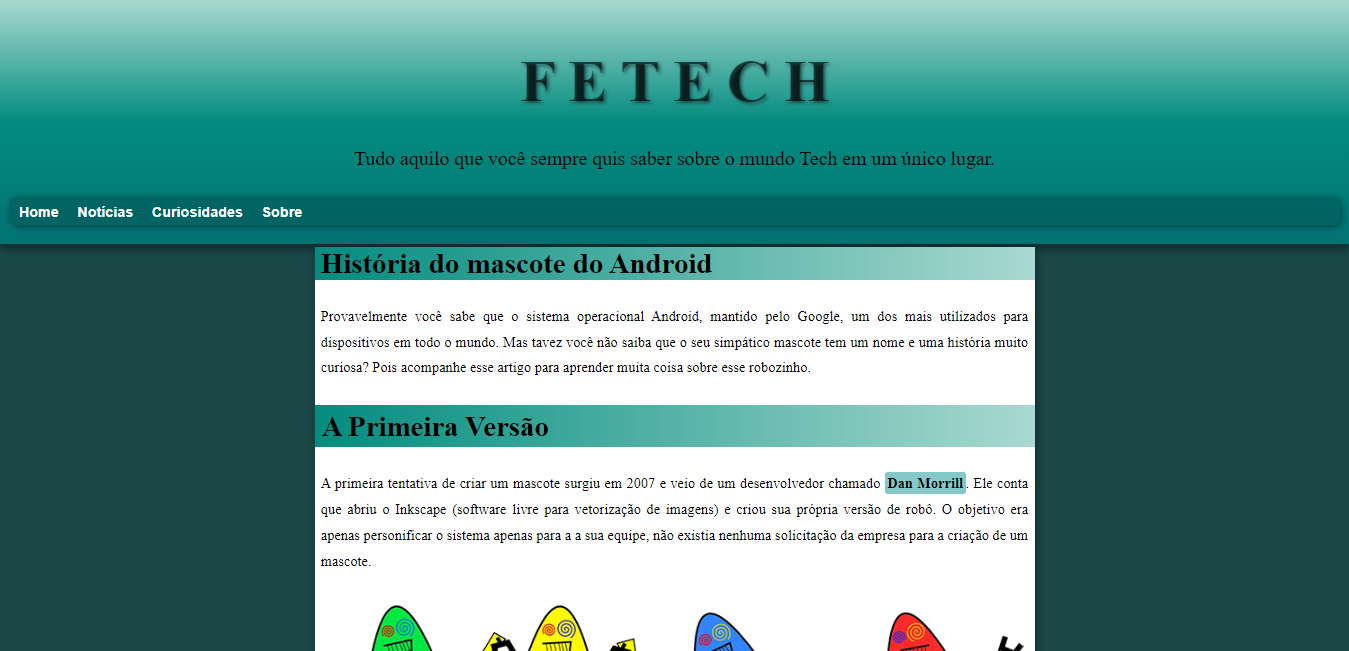 F E T E C H
Tudo aquilo que você sempre quis saber sobre o mundo Tech em um único lugar.
Home Notícias Curiosidades Sobre
História do mascote do Android
Provavelmente você sabe que o sistema operacional Android, mantido pelo Google, um dos mais utilizados para
dispositivos em todo o mundo. Mas tavez você não saiba que o seu simpático mascote tem um nome e uma história muito
curiosa? Pois acompanhe esse artigo para aprender muita coisa sobre esse robozinho.
A Primeira Versão
A primeira tentativa de criar um mascote surgiu em 2007 e veio de um desenvolvedor chamado Dan Morrill. Ele conta
que abriu o Inkscape (software livre para vetorização de imagens) e criou sua própria versão de robô. O objetivo era
apenas personificar o sistema apenas para a a sua equipe, não existia nenhuma solicitação da empresa para a criação de um
mascote.